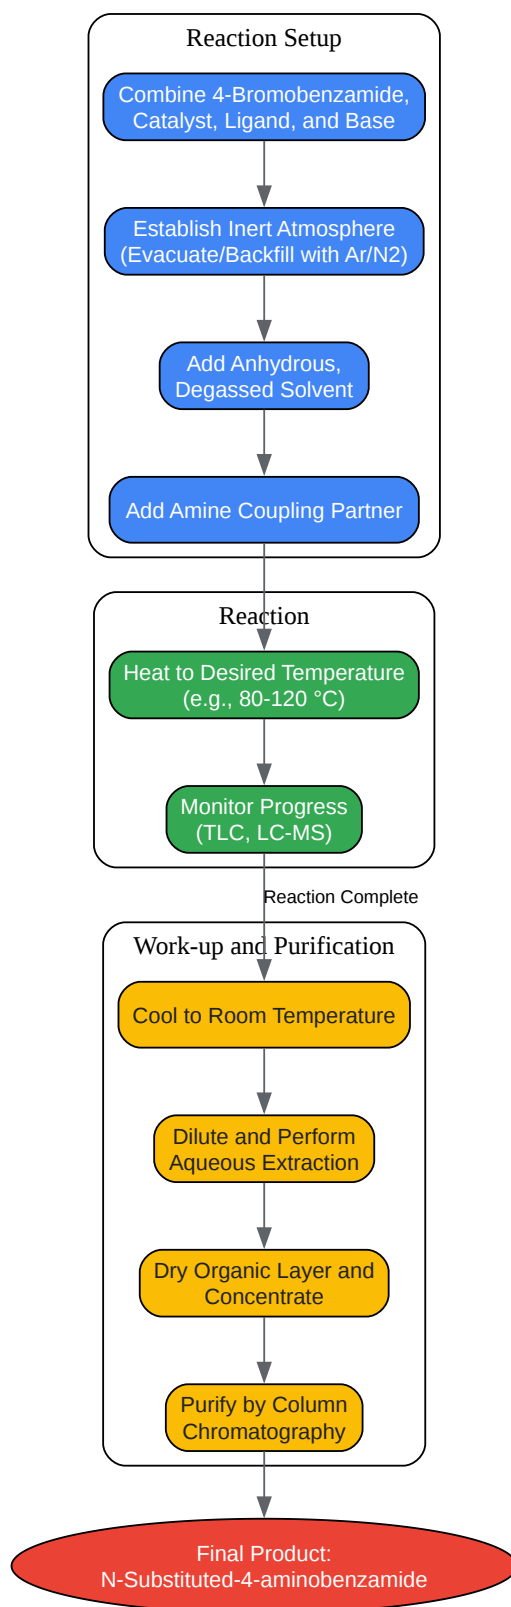 Reaction Setup
Combine 4-Bromobenzamide,
Catalyst, Ligand, and Base
Establish Inert Atmosphere
(Evacuate/Backfill with Ar/N2)
Add Anhydrous,
Degassed Solvent
Add Amine Coupling Partner
Reaction
Heat to Desired Temperature
(e.g., 80-120 °C)
Monitor Progress
(TLC, LC-MS)
Reaction Complete
Work-up and Purification
Cool to Room Temperature
Dilute and Perform
Aqueous Extraction
Dry Organic Layer and
Concentrate
Purify by Column
Chromatography
Final Product:
N-Substituted-4-aminobenzamide